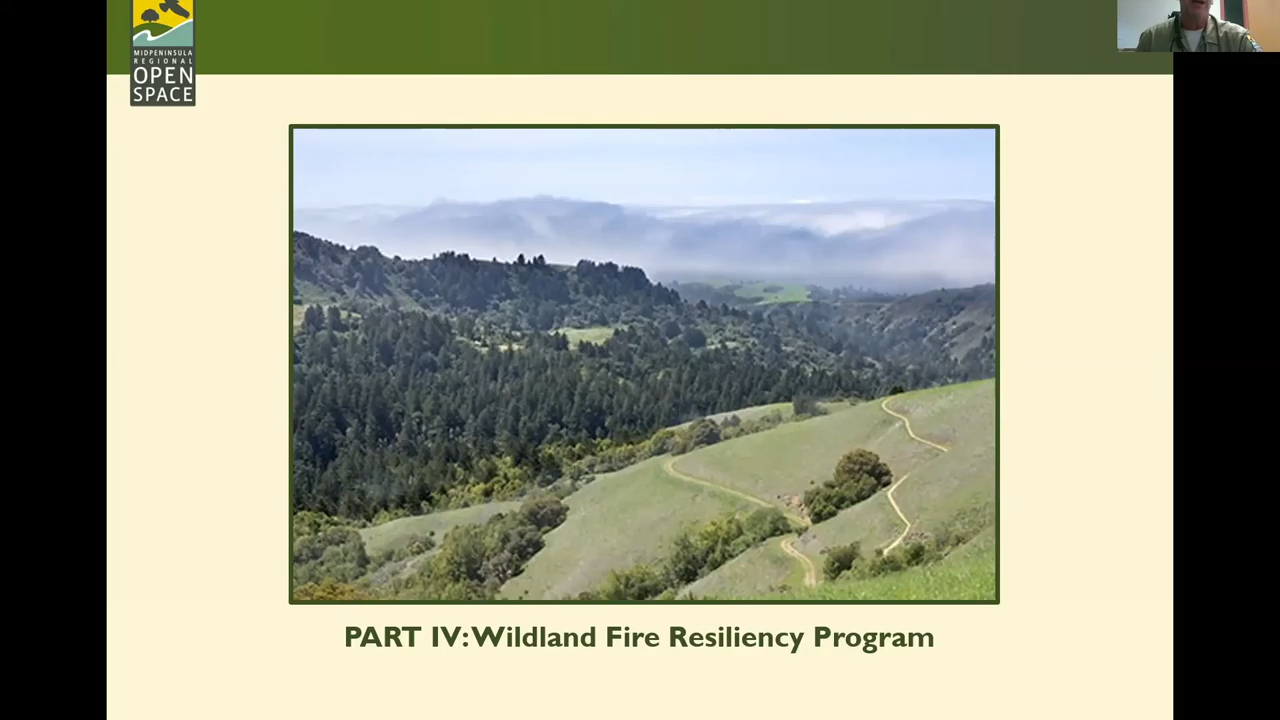 MIDPENINSULA
REGIONAL
OPEN
SPACE
PART IV: Wildland Fire Resiliency Program